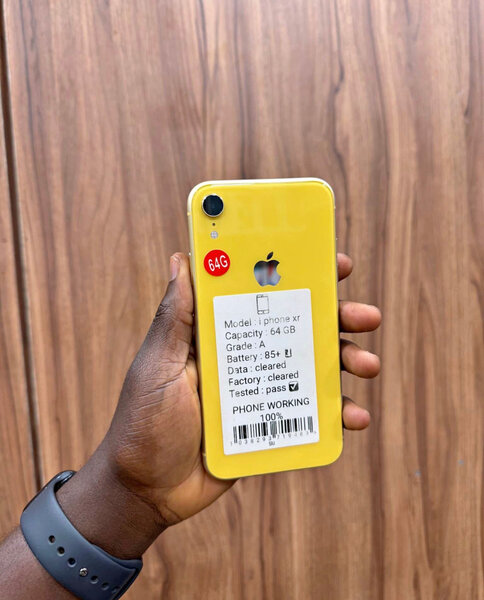 64G
Model : i phone xr
Capacity : 64 GB
Grade : A
Battery : 85+
Data : cleared
Factory : cleared
Tested : pass
PHONE WORKING
100%